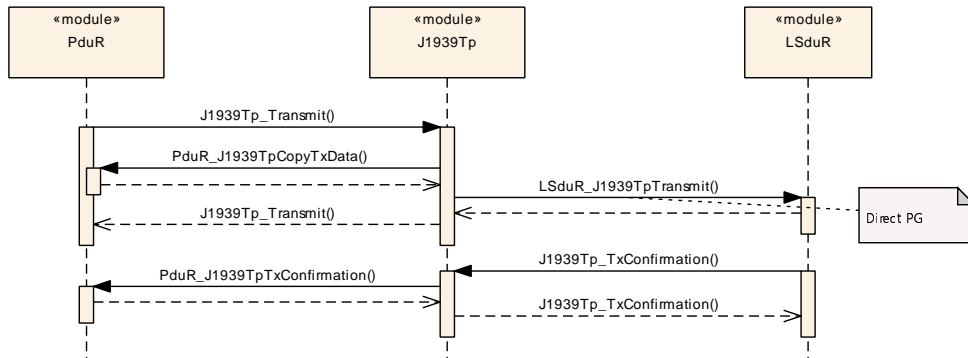 «module»
PduR
«module»
J1939Tp
«module»
LSduR
J1939Tp_Transmit()
PduR_J1939TpCopyTxData()
LSduR_J1939TpTransmit()
J1939Tp_Transmit()
Direct PG
J1939Tp_TxConfirmation()
PduR_J1939TpTxConfirmation()
J1939Tp_TxConfirmation()